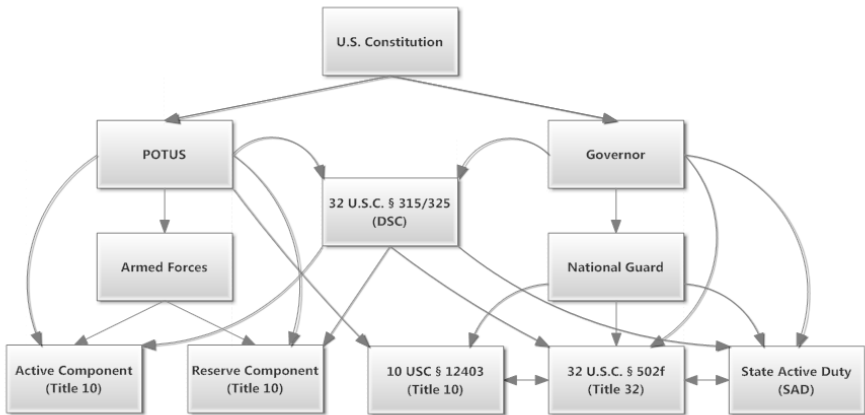 U.S. Constitution
POTUS
Governor
32 U.S.C. § 315/325
(DSC)
Armed Forces
National Guard
Active Component
(Title 10)
Reserve Component
(Title 10)
10 USC § 12403
(Title 10)
32 U.S.C. § 502f
(Title 32)
State Active Duty
(SAD)